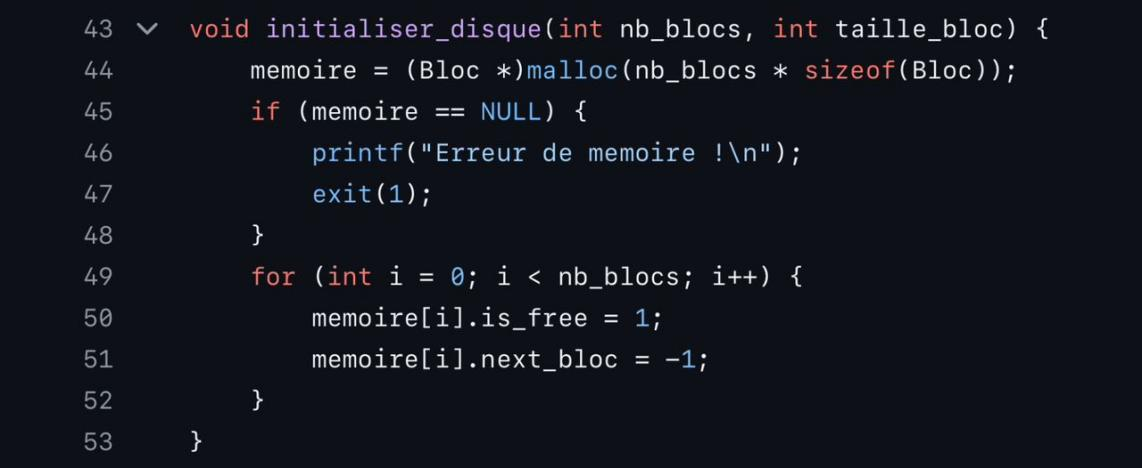 43 void initialiser_disque(int nb_blocs, int taille_bloc) {
44 memoire = (Bloc *)malloc(nb_blocs * sizeof(Bloc));
45 if (memoire == NULL) {
46 printf("Erreur de memoire !\n");
47 exit(1);
48 }
49 for (int i = 0; i < nb_blocs; i++) {
50 memoire[i].is_free = 1;
51 memoire[i].next_bloc = -1;
52 }
53 }